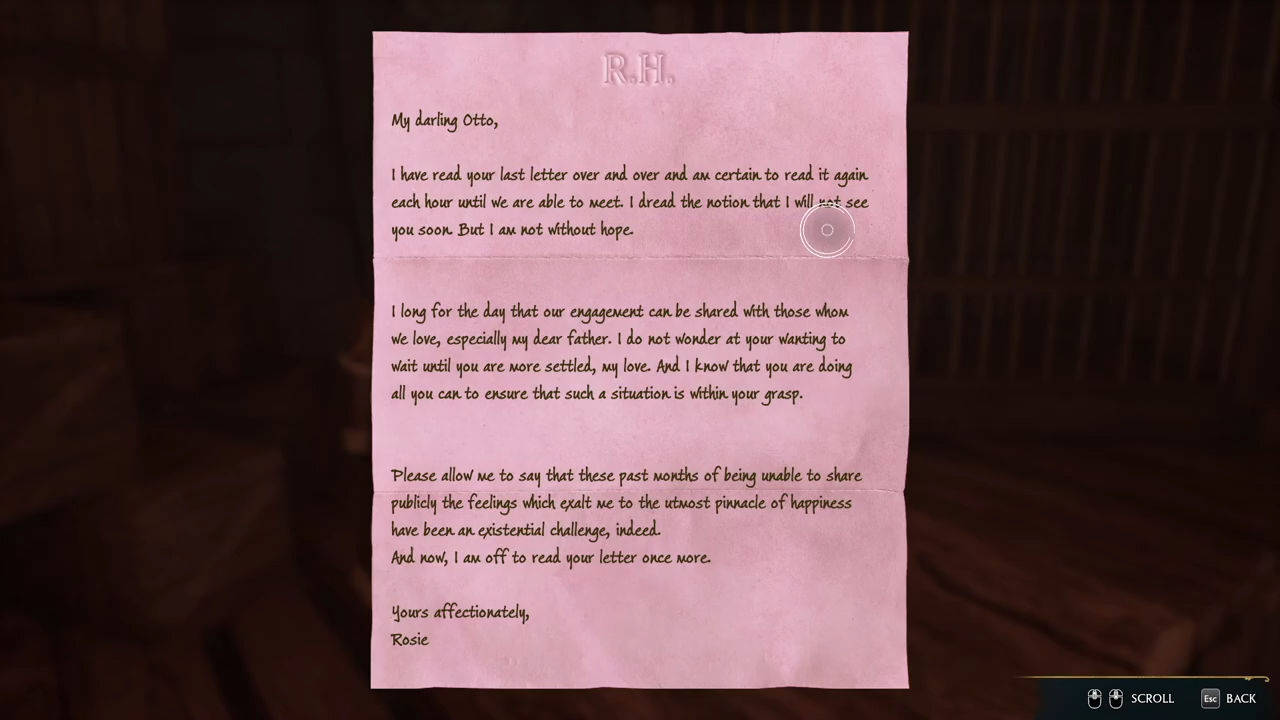 R.H.
My darling Otto,
I have read your last letter over and over and am certain to read it again
each hour until we are able to meet. I dread the notion that I will not see
you soon. But I am not without hope.
I long for the day that our engagement can be shared with those whom
we love, especially my dear father. I do not wonder at your wanting to
wait until you are more settled, my love. And I know that you are doing
all you can to ensure that such a situation is within your grasp.
Please allow me to say that these past months of being unable to share
publicly the feelings which exalt me to the utmost pinnacle of happiness
have been an existential challenge, indeed.
And now, I am off to read your letter once more.
Yours affectionately,
Rosie
SCROLL Esc BACK